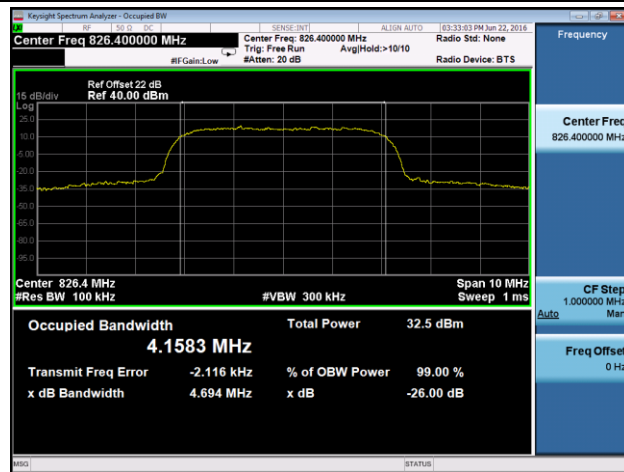 Keysight Spectrum Analyzer - Occupied BW
RF 50 Ω DC SENSE:INT ALIGN AUTO 03:33:03 PM Jun 22, 2016
Center Freq 826.400000 MHz
Center Freq: 826.400000 MHz Radio Std: None
Trig: Free Run Avg|Hold:>10/10
#IFGain:Low #Atten: 20 dB Radio Device: BTS
Frequency
Ref Offset 22 dB
15 dB/div Ref 40.00 dBm
Log
25.0
10.0
-5.00
-20.0
-35.0
-50.0
-65.0
-80.0
-95.0
Center 826.4 MHz Span 10 MHz
#Res BW 100 kHz #VBW 300 kHz Sweep 1 ms
Occupied Bandwidth Total Power 32.5 dBm
4.1583 MHz
Transmit Freq Error -2.116 kHz % of OBW Power 99.00 %
x dB Bandwidth 4.694 MHz x dB -26.00 dB
Center Freq
826.400000 MHz
CF Step
1.000000 MHz
Auto Man
Freq Offset
0 Hz
MSG STATUS